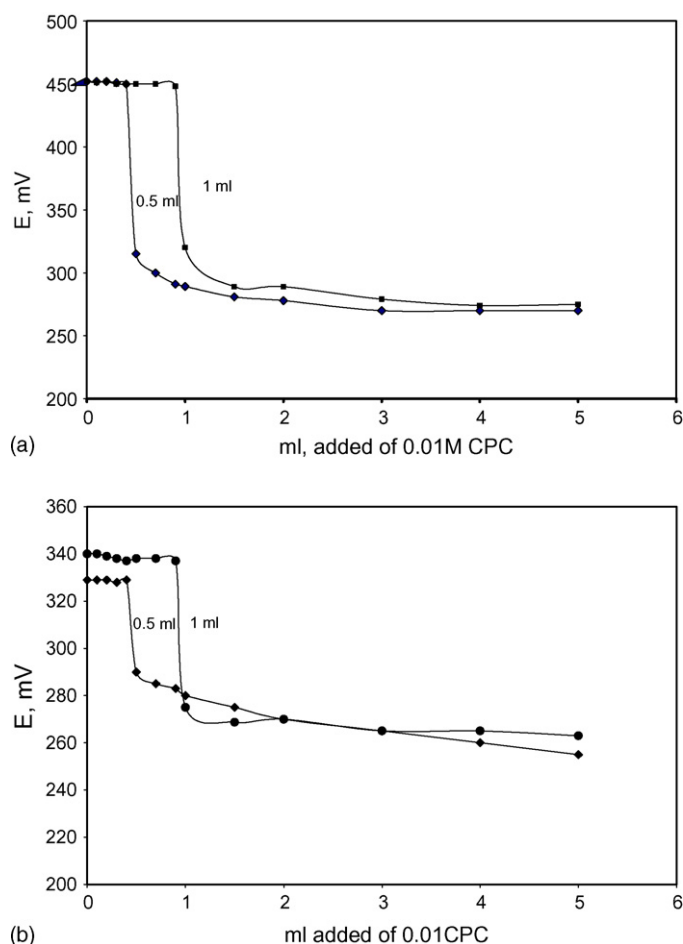 500
450
400
350
300
250
200
E, mV
0.5 ml
1 ml
0 1 2 3 4 5 6
(a)
ml, added of 0.01M CPC
360
340
320
300
280
260
240
220
200
E, mV
0.5 ml
1 ml
0 1 2 3 4 5 6
(b)
ml added of 0.01CPC